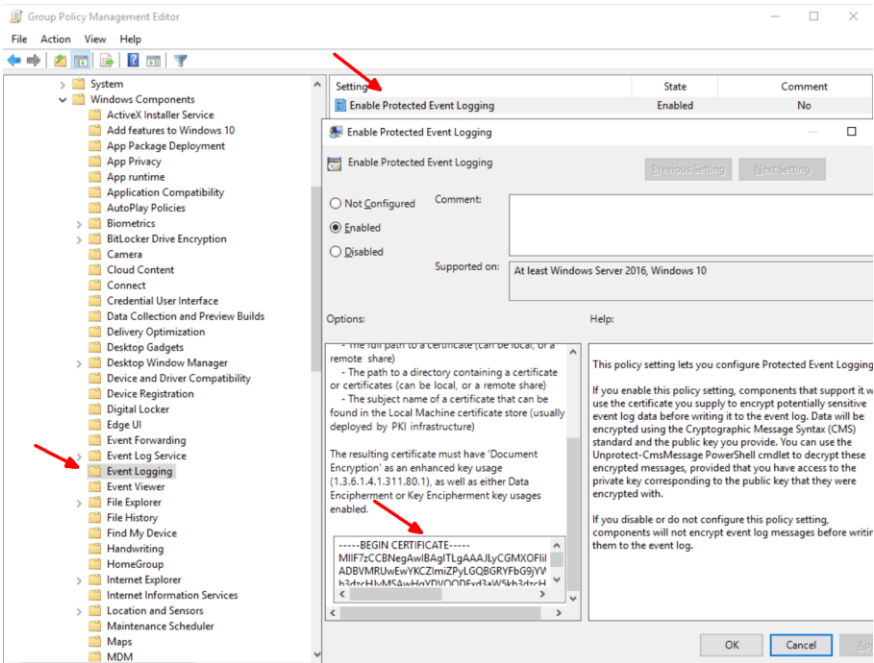 Group Policy Management Editor
File Action View Help
System
Windows Components
ActiveX Installer Service
Add features to Windows 10
App Package Deployment
App Privacy
App runtime
Application Compatibility
AutoPlay Policies
Biometrics
BitLocker Drive Encryption
Camera
Cloud Content
Connect
Credential User Interface
Data Collection and Preview Builds
Delivery Optimization
Desktop Gadgets
Desktop Window Manager
Device and Driver Compatibility
Device Registration
Digital Locker
Edge UI
Event Forwarding
Event Log Service
Event Logging
Event Viewer
File Explorer
File History
Find My Device
Handwriting
HomeGroup
Internet Explorer
Internet Information Services
Location and Sensors
Maintenance Scheduler
Maps
MDM
Setting State Comment
Enable Protected Event Logging Enabled No
Enable Protected Event Logging
Enable Protected Event Logging
Previous Setting Next Setting
Not Configured Comment:
Enabled
Disabled
Supported on: At least Windows Server 2016, Windows 10
Options: Help:
- The full path to a certificate (can be local, or a
remote share)
- The path to a directory containing a certificate
or certificates (can be local, or a remote share)
- The subject name of a certificate that can be
found in the Local Machine certificate store (usually
deployed by PKI infrastructure)
The resulting certificate must have 'Document
Encryption' as an enhanced key usage
(1.3.6.1.4.1.311.80.1), as well as either Data
Encipherment or Key Encipherment key usages
enabled.
-----BEGIN CERTIFICATE-----
This policy setting lets you configure Protected Event Logging
If you enable this policy setting, components that support it w
use the certificate you supply to encrypt potentially sensitive
event log data before writing it to the event log. Data will be
encrypted using the Cryptographic Message Syntax (CMS)
standard and the public key you provide. You can use the
Unprotect-CmsMessage PowerShell cmdlet to decrypt these
encrypted messages, provided that you have access to the
private key corresponding to the public key that they were
encrypted with.
If you disable or do not configure this policy setting,
components will not encrypt event log messages before writin
them to the event log.
OK Cancel